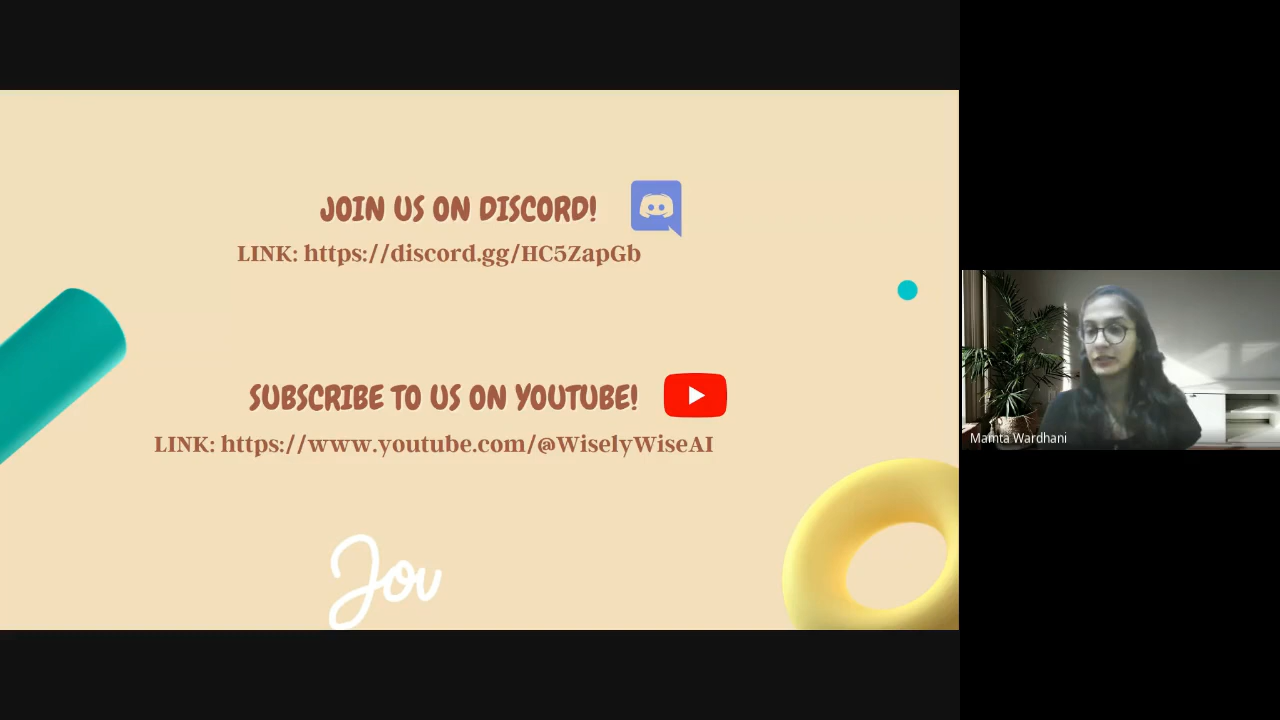 JOIN US ON DISCORD!
LINK: https://discord.gg/HC5ZapGb
SUBSCRIBE TO US ON YOUTUBE!
LINK: https://www.youtube.com/@WiselyWiseAI
Jou
Mamta Wardhani